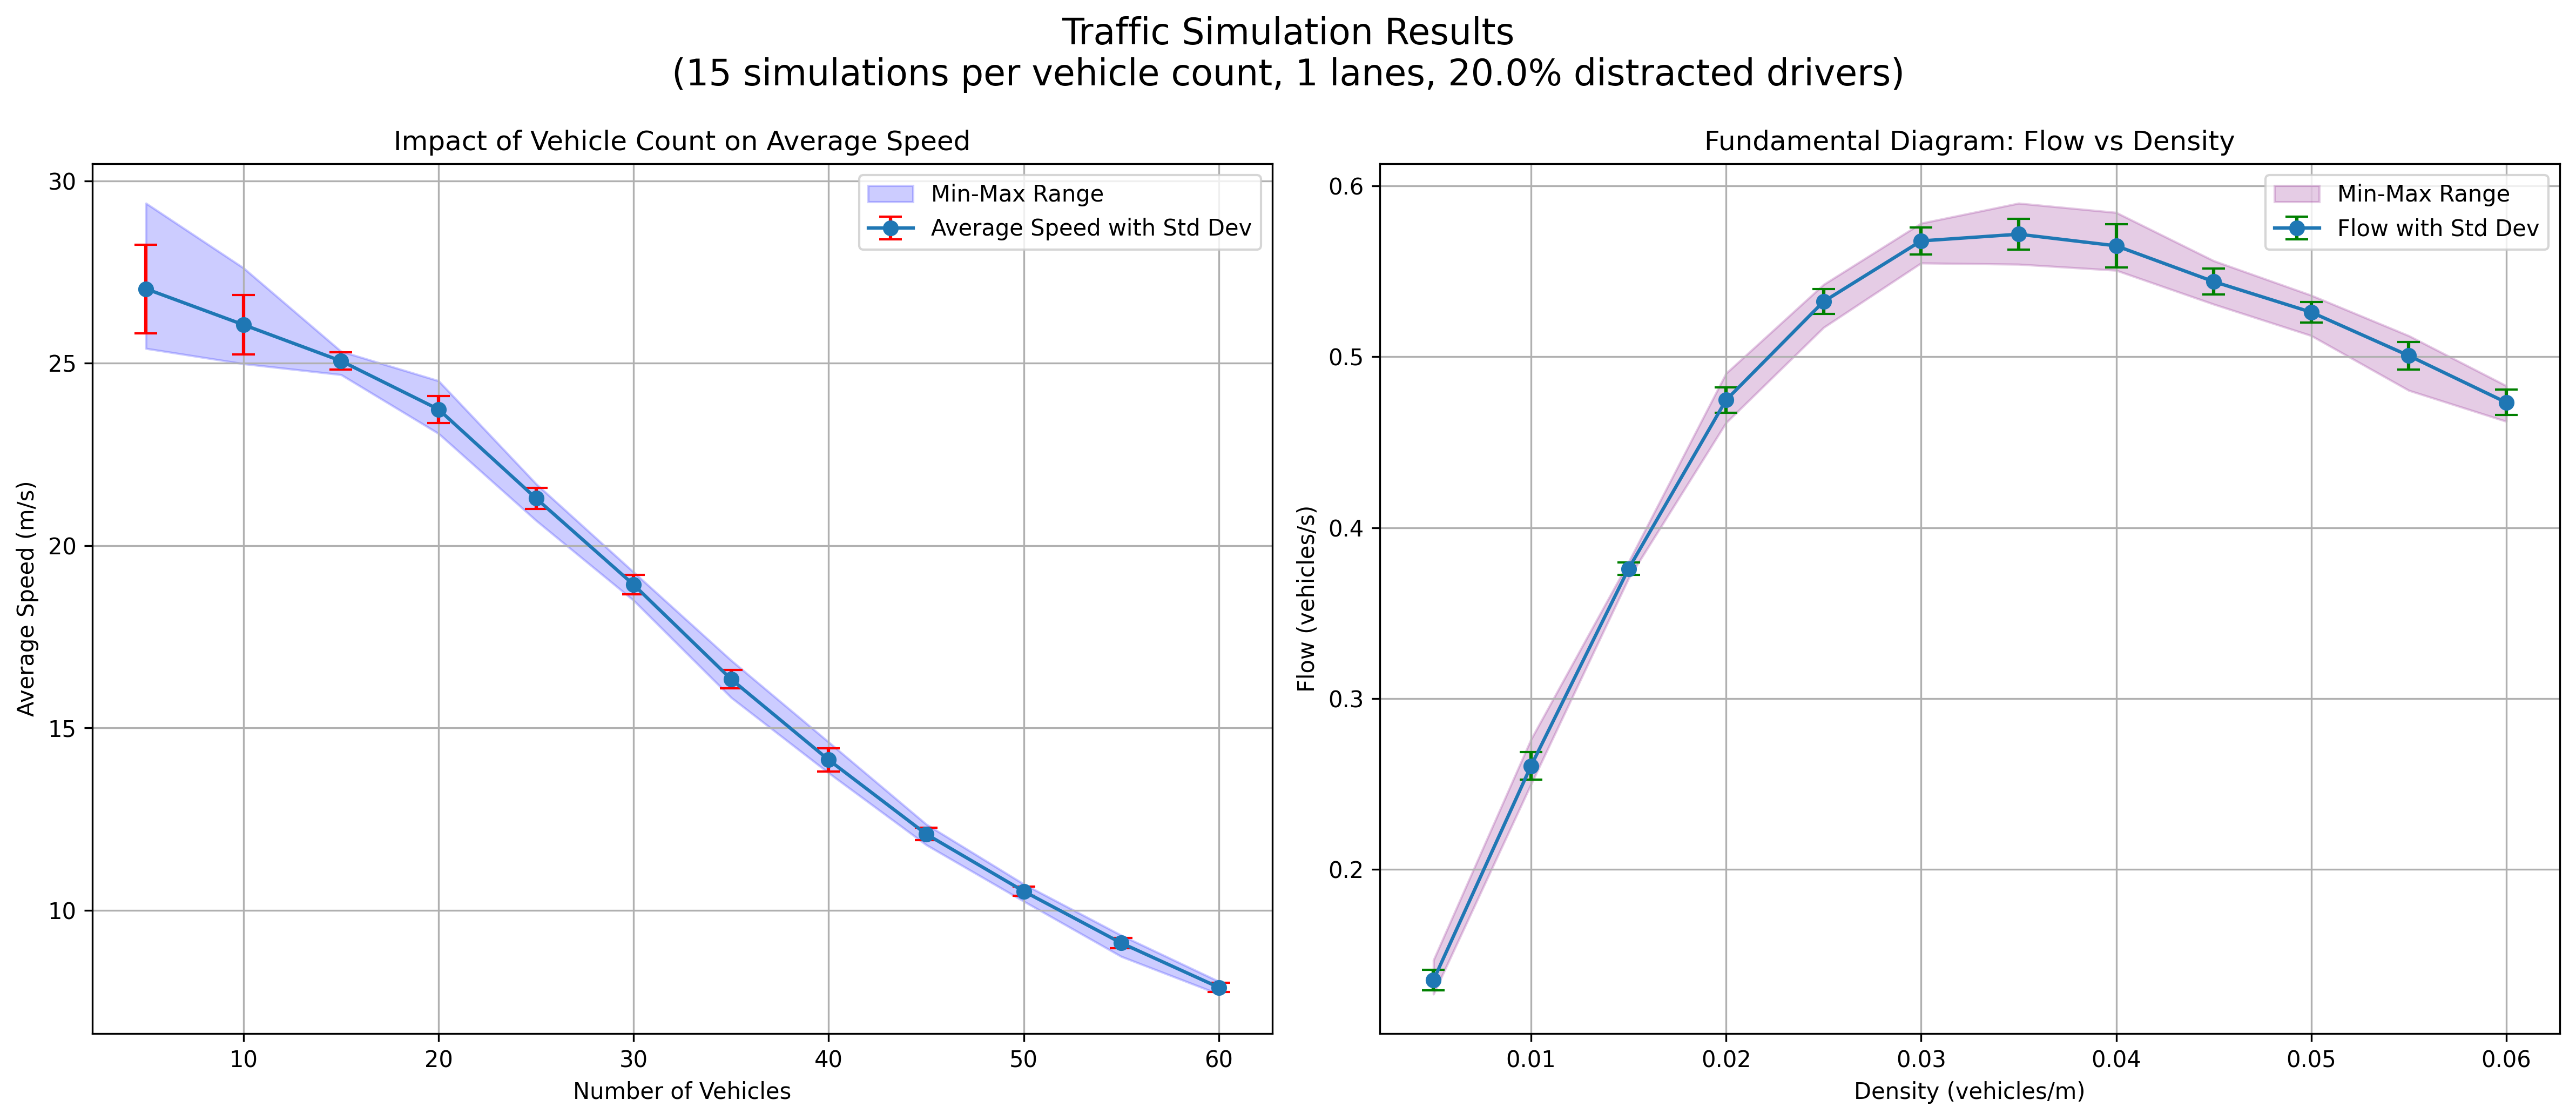 Traffic Simulation Results
(15 simulations per vehicle count, 1 lanes, 20.0% distracted drivers)
Impact of Vehicle Count on Average Speed
30
25
20
15
10
Average Speed (m/s)
Min-Max Range
Average Speed with Std Dev
10
20
30
40
50
60
Number of Vehicles
Fundamental Diagram: Flow vs Density
0.6
0.5
0.4
0.3
0.2
Flow (vehicles/s)
Min-Max Range
Flow with Std Dev
0.01
0.02
0.03
0.04
0.05
0.06
Density (vehicles/m)